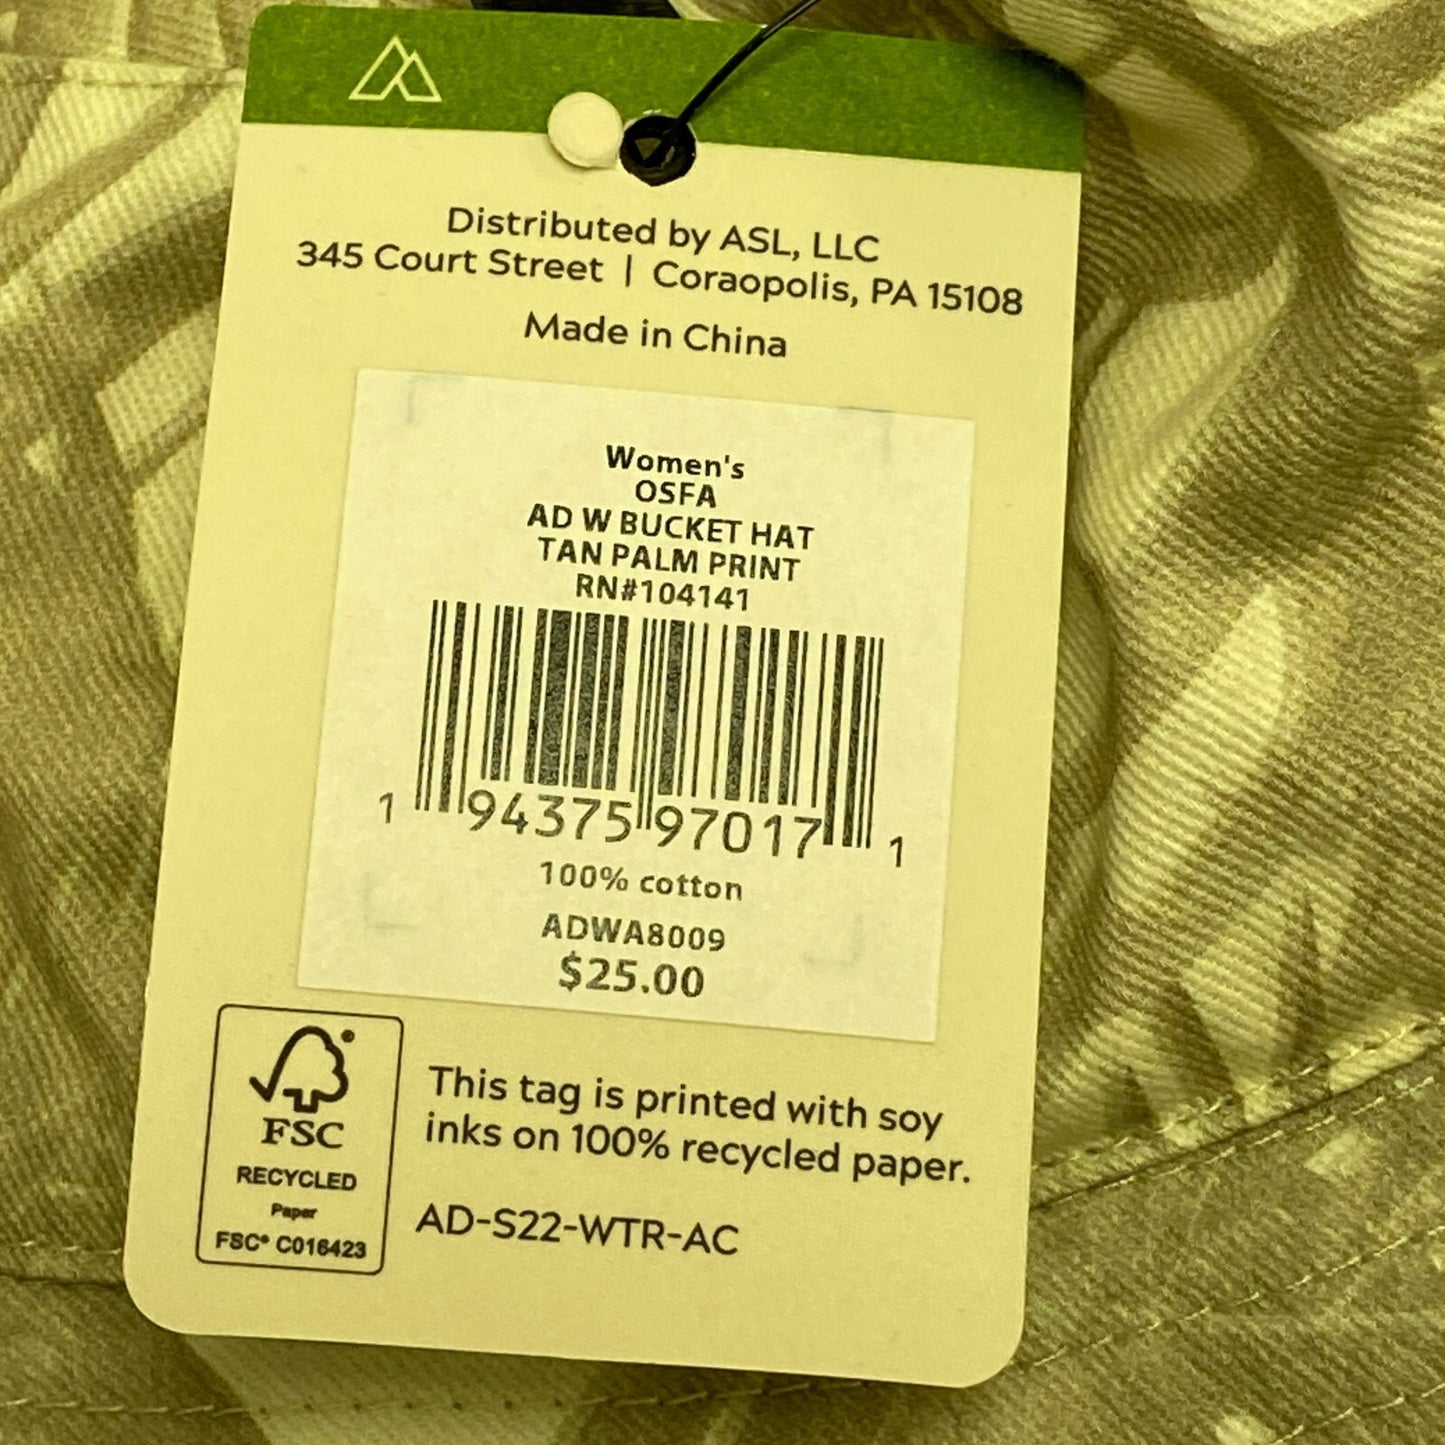 Distributed by ASL, LLC
345 Court Street | Coraopolis, PA 15108
Made in China
Women's
OSFA
AD W BUCKET HAT
TAN PALM PRINT
RN#104141
1 94375 97017 1
100% cotton
ADWA8009
$25.00
FSC
RECYCLED
Paper
FSC® C016423
This tag is printed with soy
inks on 100% recycled paper.
AD-S22-WTR-AC